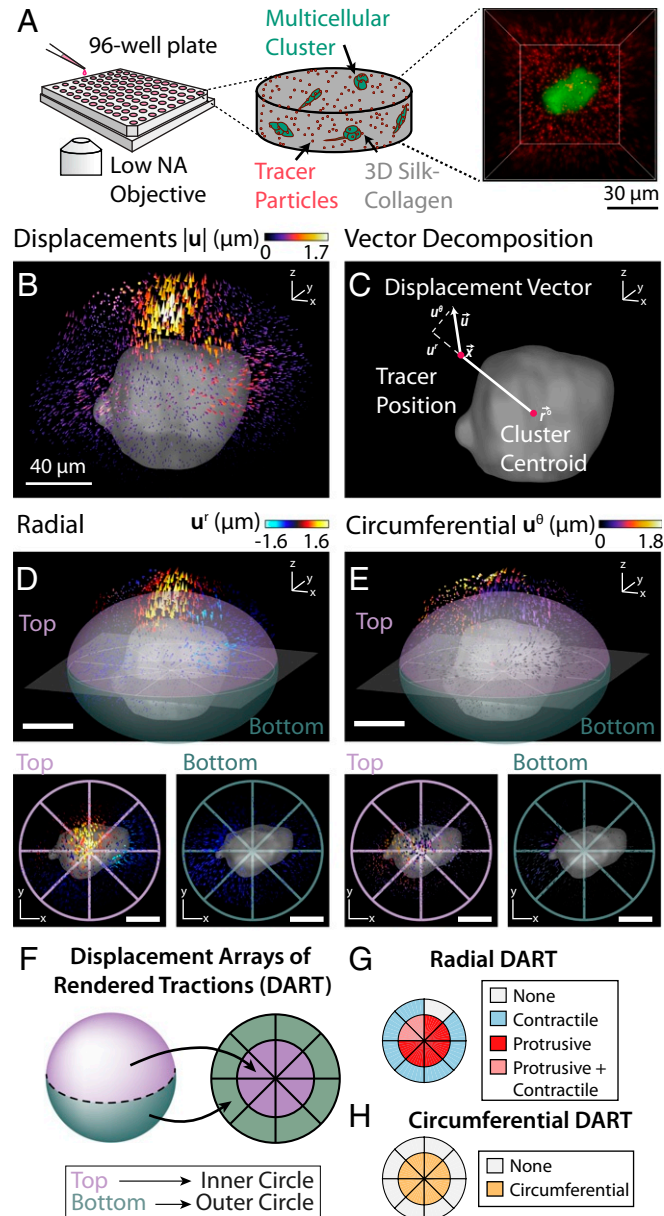 A
96-well plate
Low NA
Objective
Multicellular
Cluster
Tracer
Particles
3D Silk-
Collagen
30 µm
Displacements |u| (µm)
0 1.7
B
z
y
x
40 µm
Vector Decomposition
C
z
y
x
Displacement Vector
u^θ
u⃗
u^r
x⃗
Tracer
Position
r⃗°
Cluster
Centroid
Radial u^r (µm)
-1.6 1.6
D
z
y
x
Top
Bottom
Circumferential u^θ (µm)
0 1.8
E
z
y
x
Top
Bottom
Top
y
x
Bottom
Top
y
x
Bottom
F
Displacement Arrays of
Rendered Tractions (DART)
Top Inner Circle
Bottom Outer Circle
G
Radial DART
None
Contractile
Protrusive
Protrusive +
Contractile
H
Circumferential DART
None
Circumferential